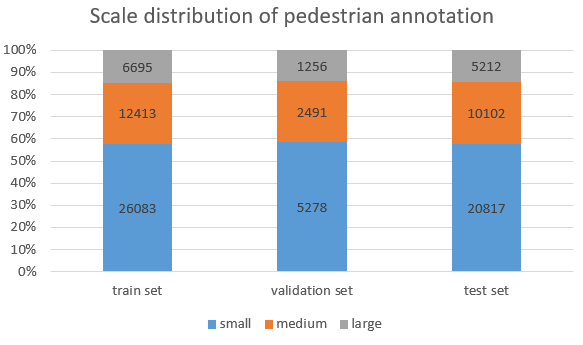 Scale distribution of pedestrian annotation
100%
90%
80%
70%
60%
50%
40%
30%
20%
10%
0%
6695 1256 5212
12413 2491 10102
26083 5278 20817
train set validation set test set
small medium large